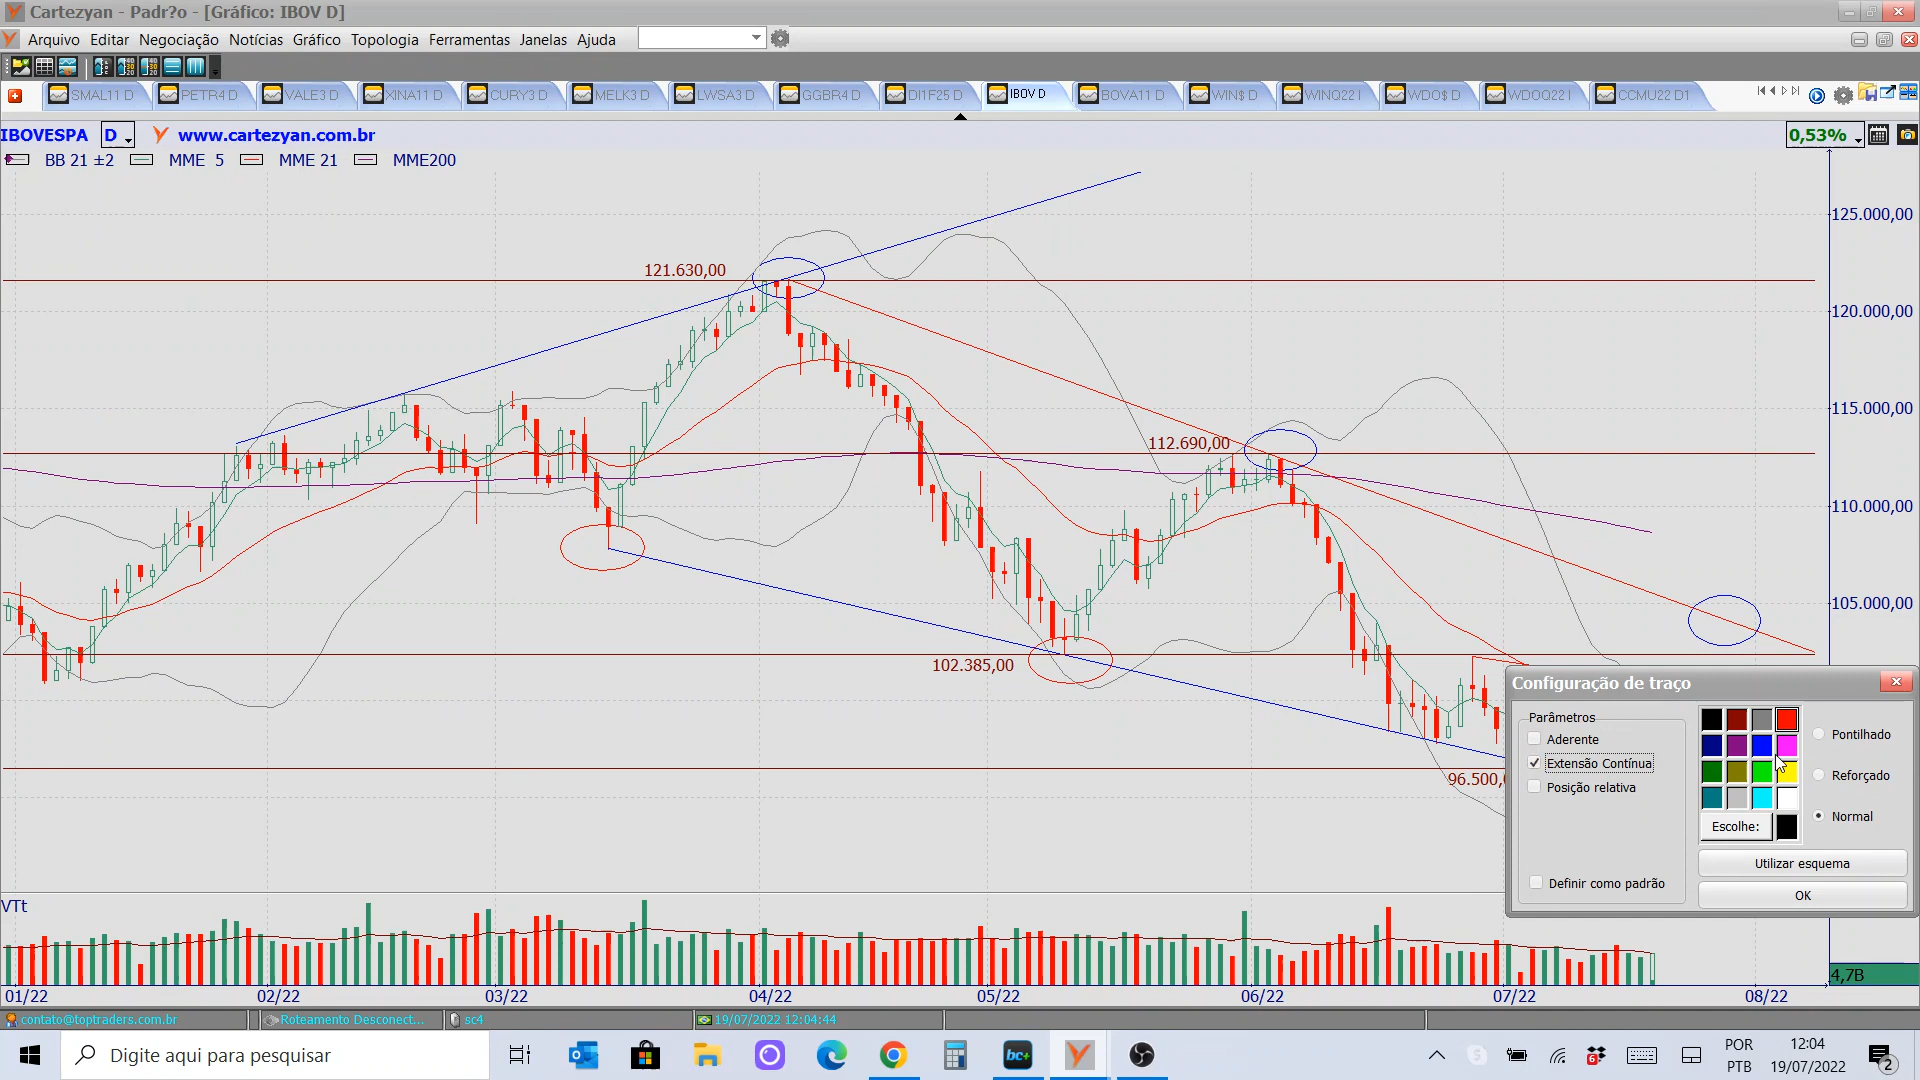 Cartezyan - Padr?o - [Gráfico: IBOV D]
Arquivo Editar Negociação Notícias Gráfico Topologia Ferramentas Janelas Ajuda
SMAL11 D PETR4 D VALE3 D XINA11 D CURY3 D MELK3 D LWSA3 D GGBR4 D DI1F25 D IBOV D BOVA11 D WIN$ D WINQ22 I WDO$ D WDOQ22 I CCMU22 D1
IBOVESPA D www.cartezyan.com.br 0,53%
BB 21 ±2 MME 5 MME 21 MME200
125.000,00
121.630,00
120.000,00
115.000,00
112.690,00
110.000,00
105.000,00
102.385,00
96.500,
Configuração de traço
Parâmetros
Aderente
Extensão Contínua
Posição relativa
Definir como padrão
Pontilhado
Reforçado
Normal
Escolhe:
Utilizar esquema
OK
VTt
4,7B
01/22 02/22 03/22 04/22 05/22 06/22 07/22 08/22
contato@toptraders.com.br Roteamento Desconect... sc4 19/07/2022 12:04:44
Digite aqui para pesquisar
bc+
6
POR
PTB
12:04
19/07/2022
2